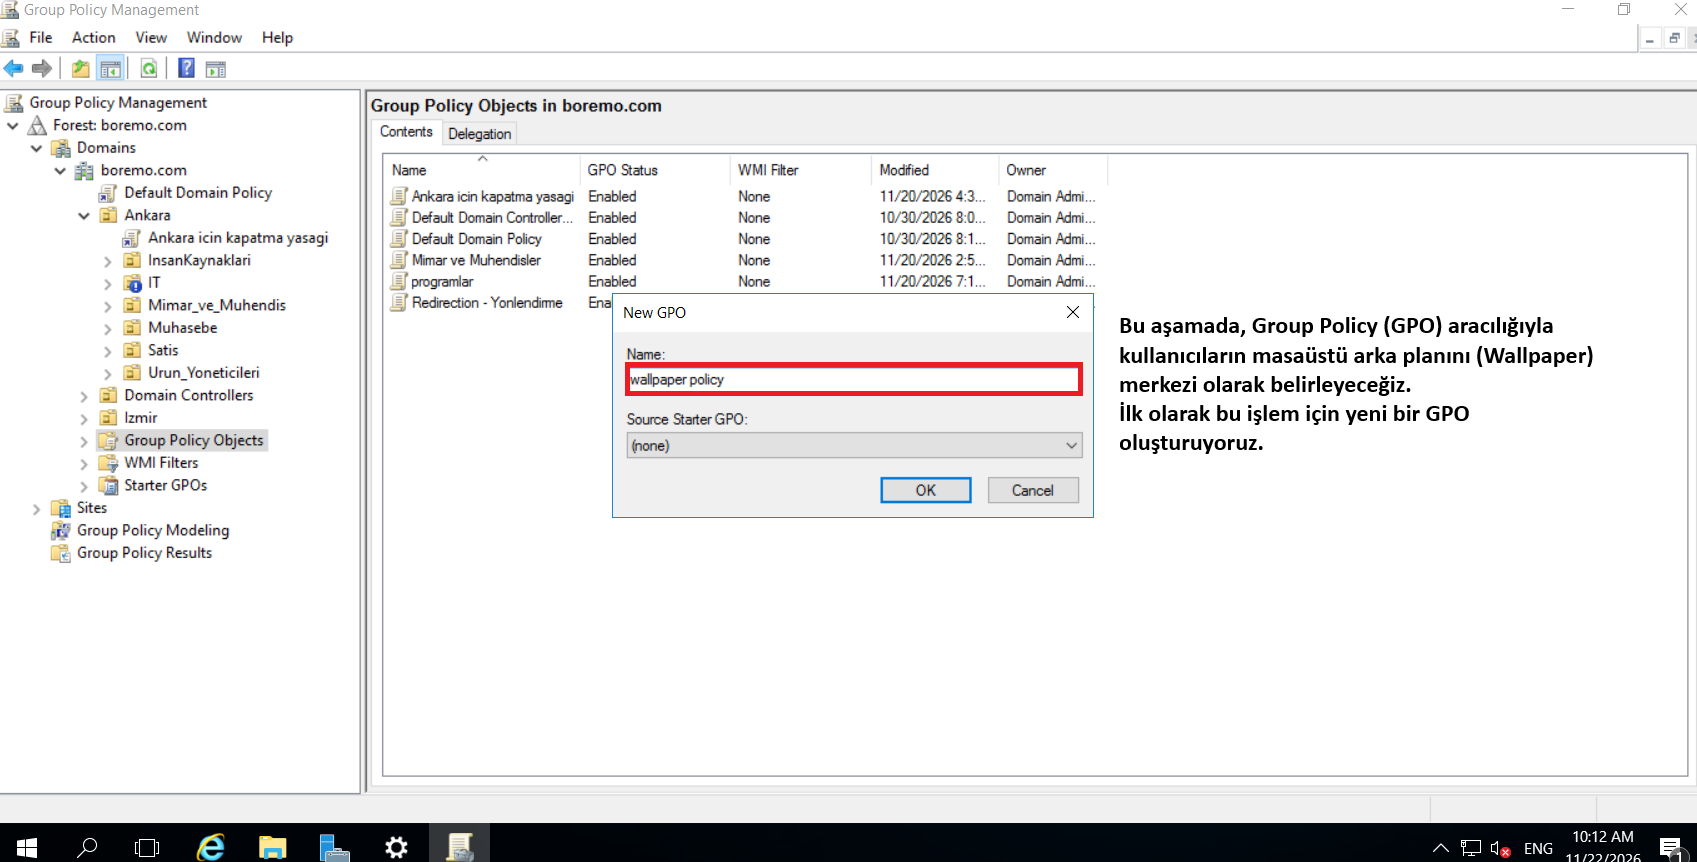 Group Policy Management
File Action View Window Help
Group Policy Management
Forest: boremo.com
Domains
boremo.com
Default Domain Policy
Ankara
Ankara icin kapatma yasagi
InsanKaynaklari
IT
Mimar_ve_Muhendis
Muhasebe
Satis
Urun_Yoneticileri
Domain Controllers
Izmir
Group Policy Objects
WMI Filters
Starter GPOs
Sites
Group Policy Modeling
Group Policy Results
Group Policy Objects in boremo.com
Contents Delegation
Name GPO Status WMI Filter Modified Owner
Ankara icin kapatma yasagi Enabled None 11/20/2026 4:3... Domain Admi...
Default Domain Controller... Enabled None 10/30/2026 8:0... Domain Admi...
Default Domain Policy Enabled None 10/30/2026 8:1... Domain Admi...
Mimar ve Muhendisler Enabled None 11/20/2026 2:5... Domain Admi...
programlar Enabled None 11/20/2026 7:1... Domain Admi...
Redirection - Yonlendirme Ena
New GPO
Name:
wallpaper policy
Source Starter GPO:
(none)
OK Cancel
Bu aşamada, Group Policy (GPO) aracılığıyla
kullanıcıların masaüstü arka planını (Wallpaper)
merkezi olarak belirleyeceğiz.
İlk olarak bu işlem için yeni bir GPO
oluşturuyoruz.
ENG
10:12 AM
11/22/2026
1